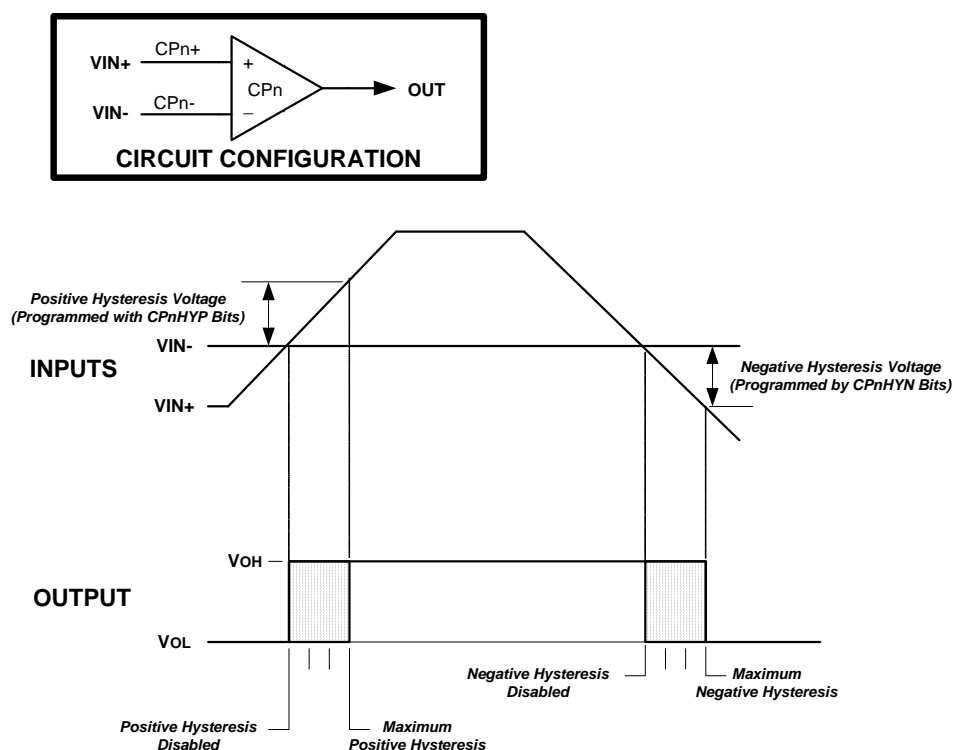 VIN+
CPn+
+
CPn
VIN-
CPn-
–
OUT
CIRCUIT CONFIGURATION
Positive Hysteresis Voltage
(Programmed with CPnHYP Bits)
VIN-
INPUTS
VIN+
Negative Hysteresis Voltage
(Programmed by CPnHYN Bits)
VOH
OUTPUT
VOL
Negative Hysteresis
Disabled
Maximum
Negative Hysteresis
Positive Hysteresis
Disabled
Maximum
Positive Hysteresis